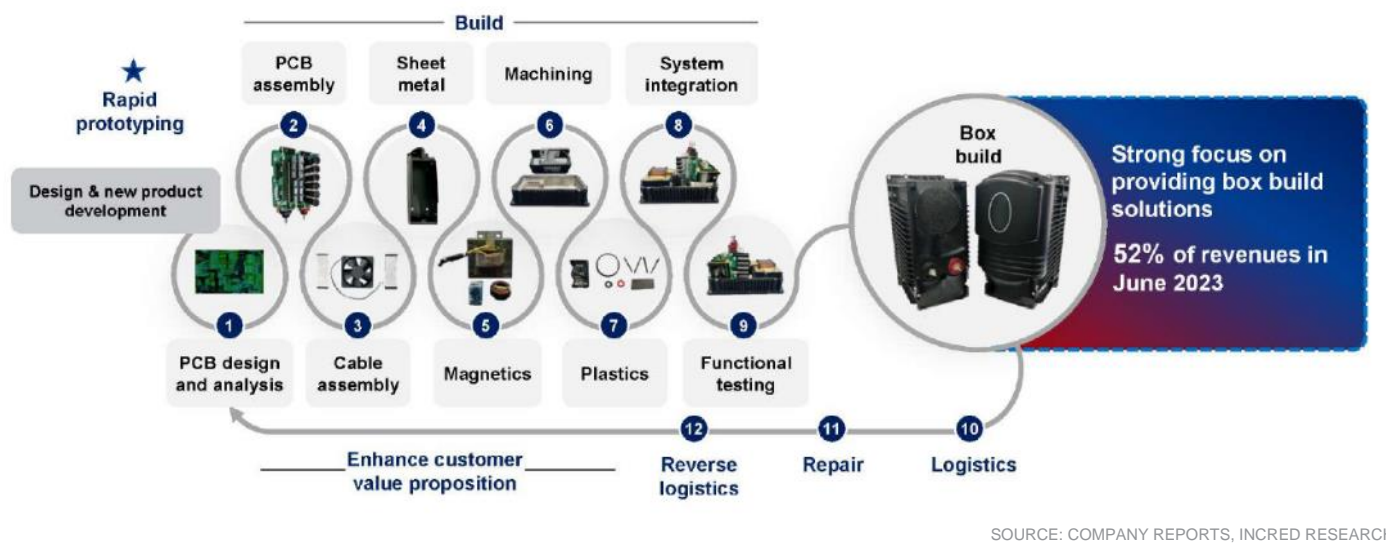 Build
PCB
assembly
Sheet
metal
Machining
System
integration
Rapid
prototyping
2
4
6
8
Design & new product
development
Box
build
Strong focus on
providing box build
solutions
52% of revenues in
June 2023
1
3
5
7
9
PCB design
and analysis
Cable
assembly
Magnetics
Plastics
Functional
testing
12
11
10
Enhance customer
value proposition
Reverse
logistics
Repair
Logistics
SOURCE: COMPANY REPORTS, INCRED RESEARCI